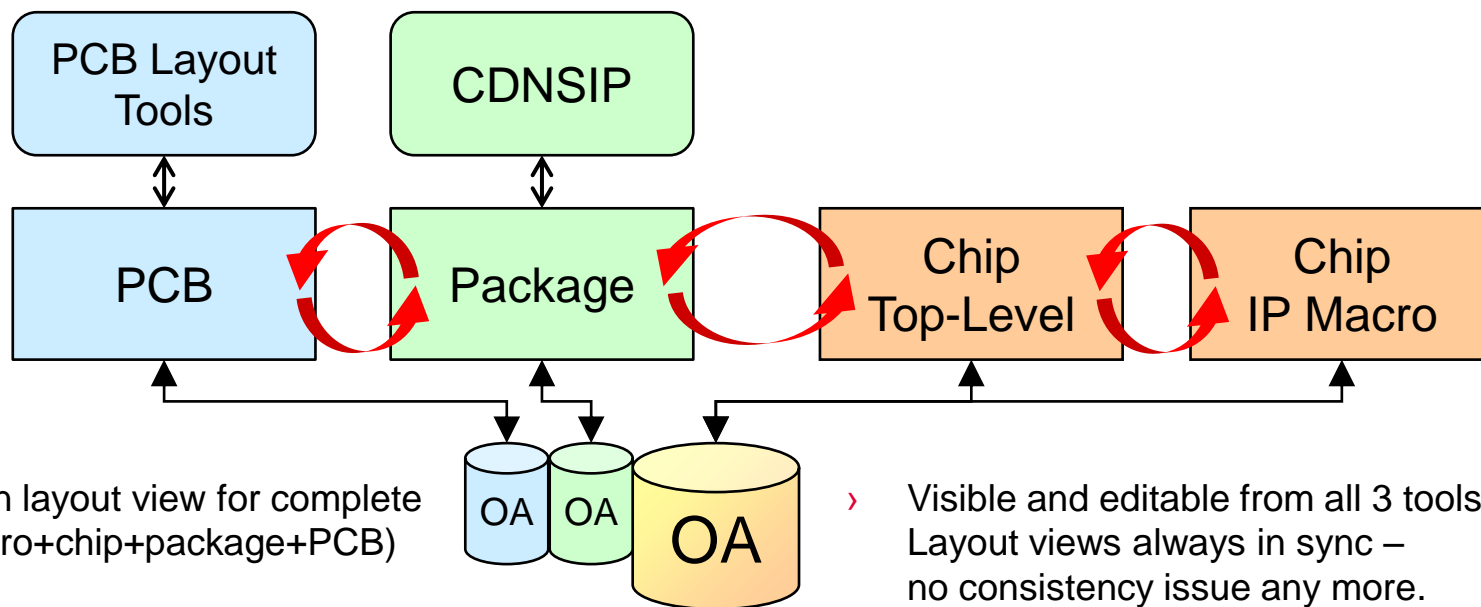 PCB Layout
Tools
CDNSIP
PCB
Package
Chip
Top-Level
Chip
IP Macro
layout view for complete
chip+package+PCB)
OA
OA
OA
› Visible and editable from all 3 tools
Layout views always in sync –
no consistency issue any more.